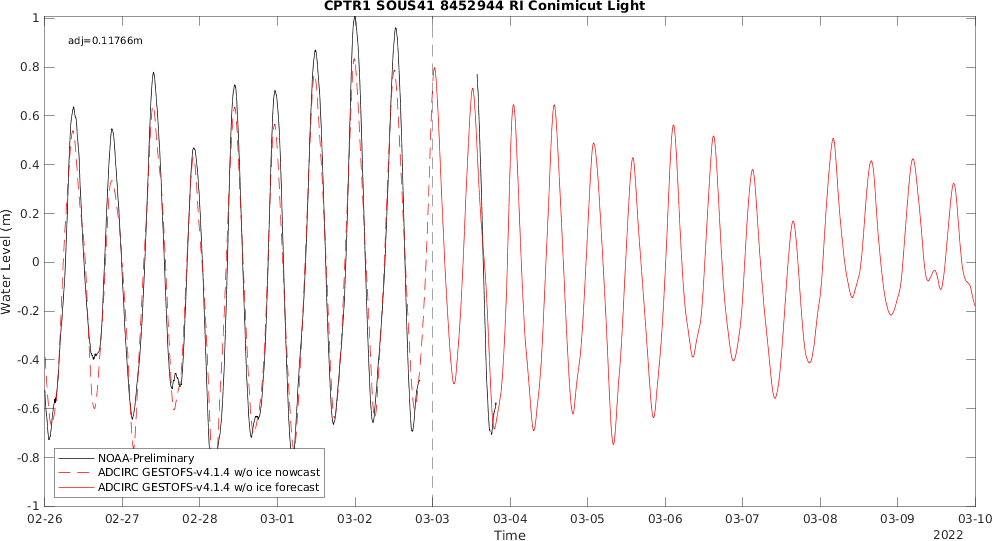 CPTR1 SOUS41 8452944 RI Conimicut Light
adj=0.11766m
1
0.8
0.6
0.4
0.2
0
-0.2
-0.4
-0.6
-0.8
-1
Water Level (m)
NOAA-Preliminary
ADCIRC GESTOFS-v4.1.4 w/o ice nowcast
ADCIRC GESTOFS-v4.1.4 w/o ice forecast
02-26 02-27 02-28 03-01 03-02 03-03 03-04 03-05 03-06 03-07 03-08 03-09 03-10
Time
2022